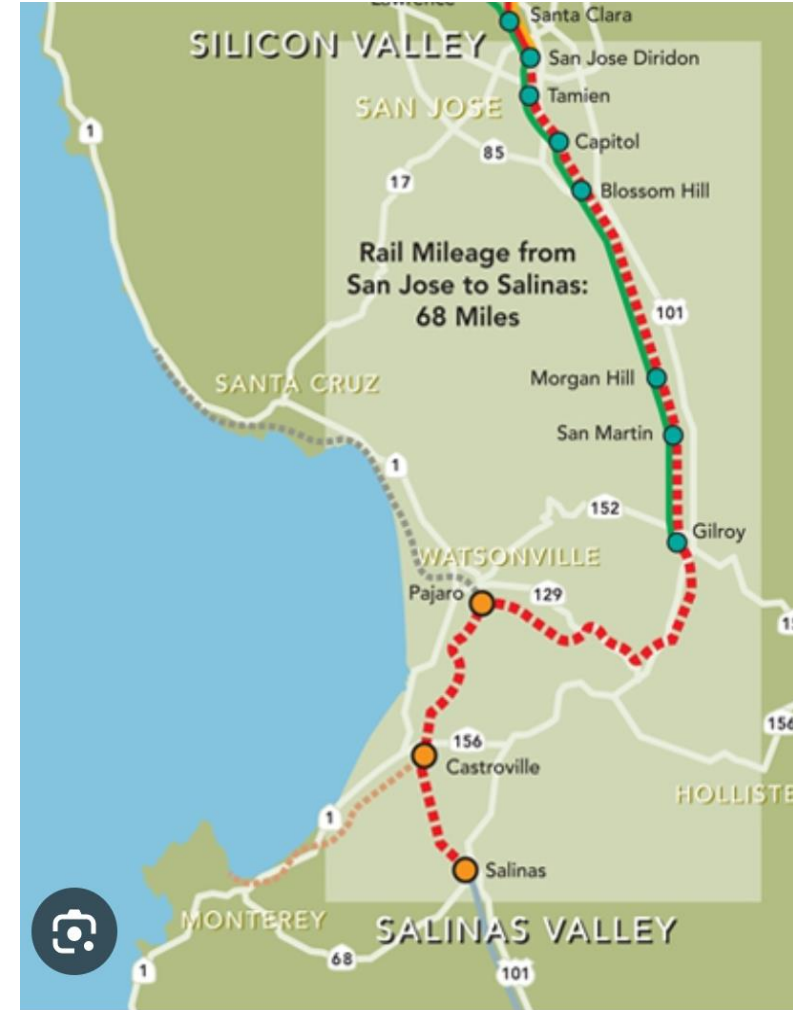 Lawrence
Santa Clara
SILICON VALLEY
San Jose Diridon
SAN JOSE
Tamien
1
Capitol
85
17
Blossom Hill
Rail Mileage from
San Jose to Salinas:
68 Miles
101
Morgan Hill
SANTA CRUZ
San Martin
1
152
Gilroy
WATSONVILLE
Pajaro
129
156
156
Castroville
HOLLISTE
1
Salinas
MONTEREY
SALINAS VALLEY
68
1
101